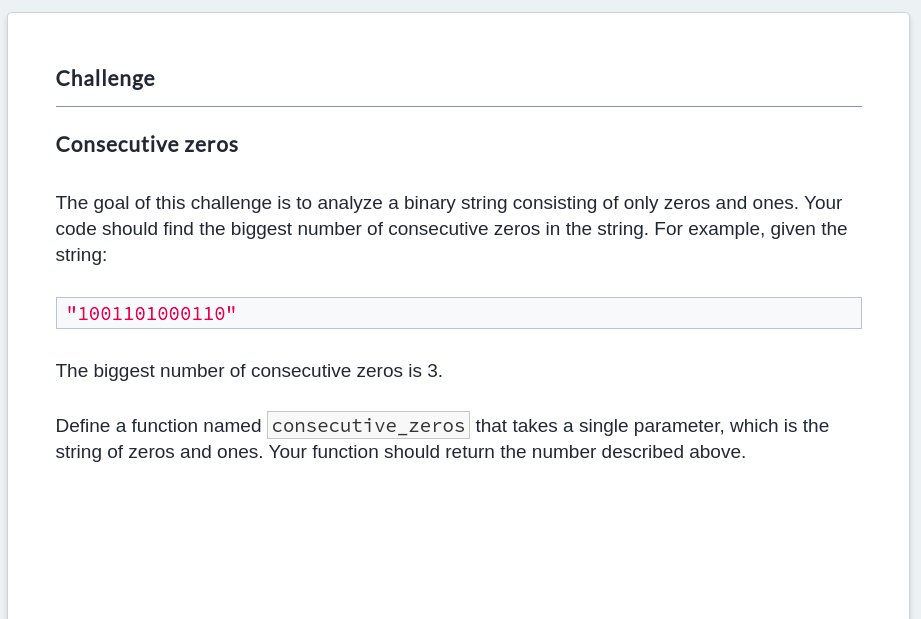 Challenge
Consecutive zeros
The goal of this challenge is to analyze a binary string consisting of only zeros and ones. Your
code should find the biggest number of consecutive zeros in the string. For example, given the
string:
"1001101000110"
The biggest number of consecutive zeros is 3.
Define a function named consecutive_zeros that takes a single parameter, which is the
string of zeros and ones. Your function should return the number described above.